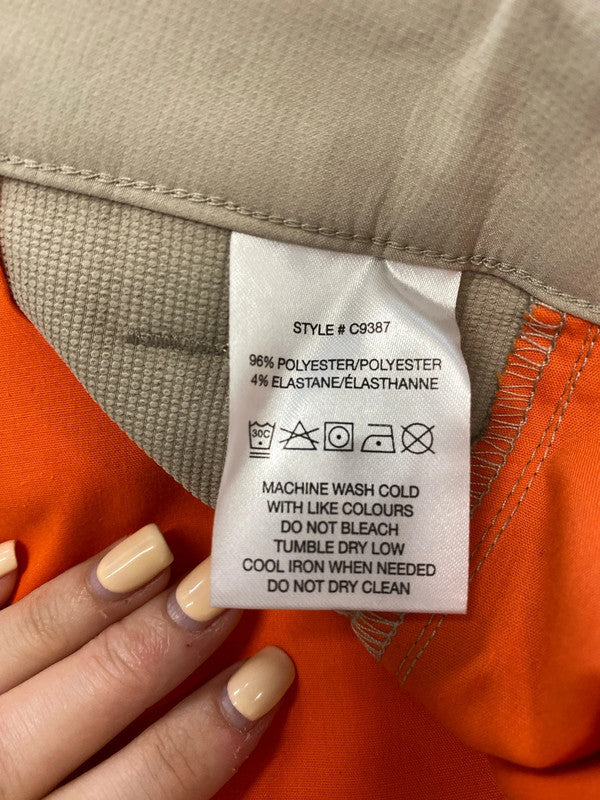 STYLE # C9387
96% POLYESTER/POLYESTER
4% ELASTANE/ÉLASTHANNE
30C
MACHINE WASH COLD
WITH LIKE COLOURS
DO NOT BLEACH
TUMBLE DRY LOW
COOL IRON WHEN NEEDED
DO NOT DRY CLEAN